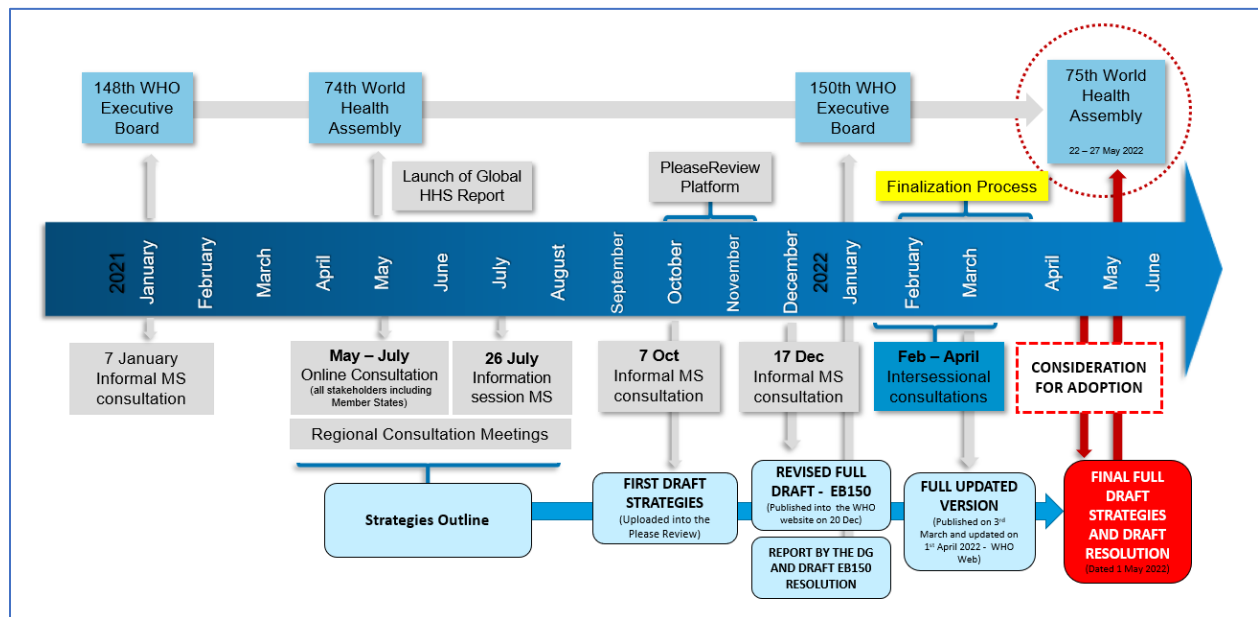 148th WHO
Executive
Board
74th World
Health
Assembly
150th WHO
Executive
Board
75th World
Health
Assembly
22 – 27 May 2022
Launch of Global
HHS Report
PleaseReview
Platform
Finalization Process
2021
January
February
March
April
May
June
July
August
September
October
November
December
2022
January
February
March
April
May
June
7 January
Informal MS
consultation
May – July
Online Consultation
(all stakeholders including
Member States)
26 July
Information
session MS
Regional Consultation Meetings
7 Oct
Informal MS
consultation
17 Dec
Informal MS
consultation
Feb – April
Intersessional
consultations
CONSIDERATION
FOR ADOPTION
Strategies Outline
FIRST DRAFT
STRATEGIES
(Uploaded into the
Please Review)
REVISED FULL
DRAFT - EB150
(Published into the WHO
website on 20 Dec)
REPORT BY THE DG
AND DRAFT EB150
RESOLUTION
FULL UPDATED
VERSION
(Published on 3rd
March and updated on
1st April 2022 - WHO
Web)
FINAL FULL
DRAFT
STRATEGIES
AND DRAFT
RESOLUTION
(Dated 1 May 2022)